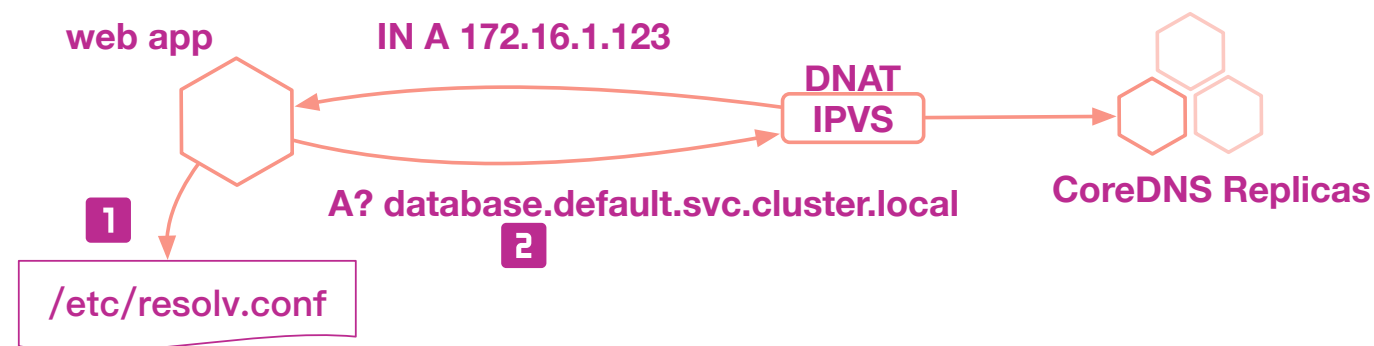 web app
IN A 172.16.1.123
DNAT
IPVS
CoreDNS Replicas
A? database.default.svc.cluster.local
1
2
/etc/resolv.conf